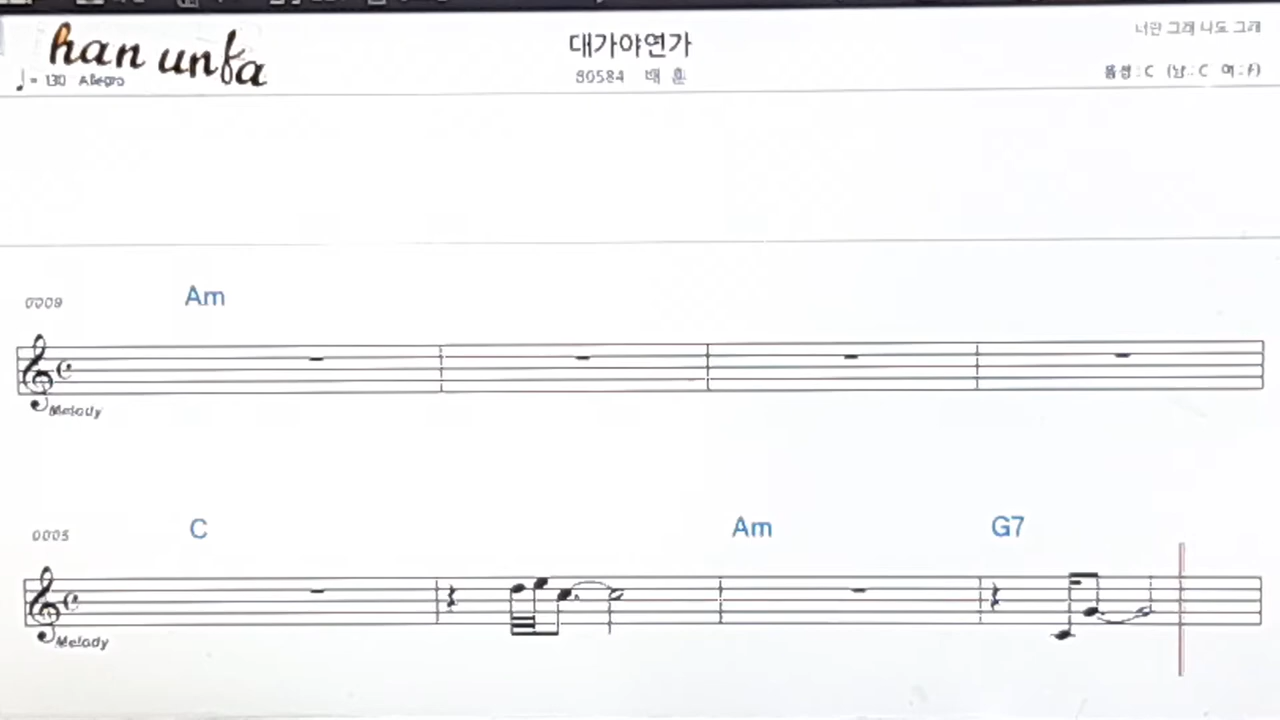 han unfa
♩= 130 Allegro
대가야연가
80584 배 훈
너만 그래 나도 그래
음성 : C (남 : C 여 : F)
0009
Am
Melody
0005
C
Am
G7
Melody